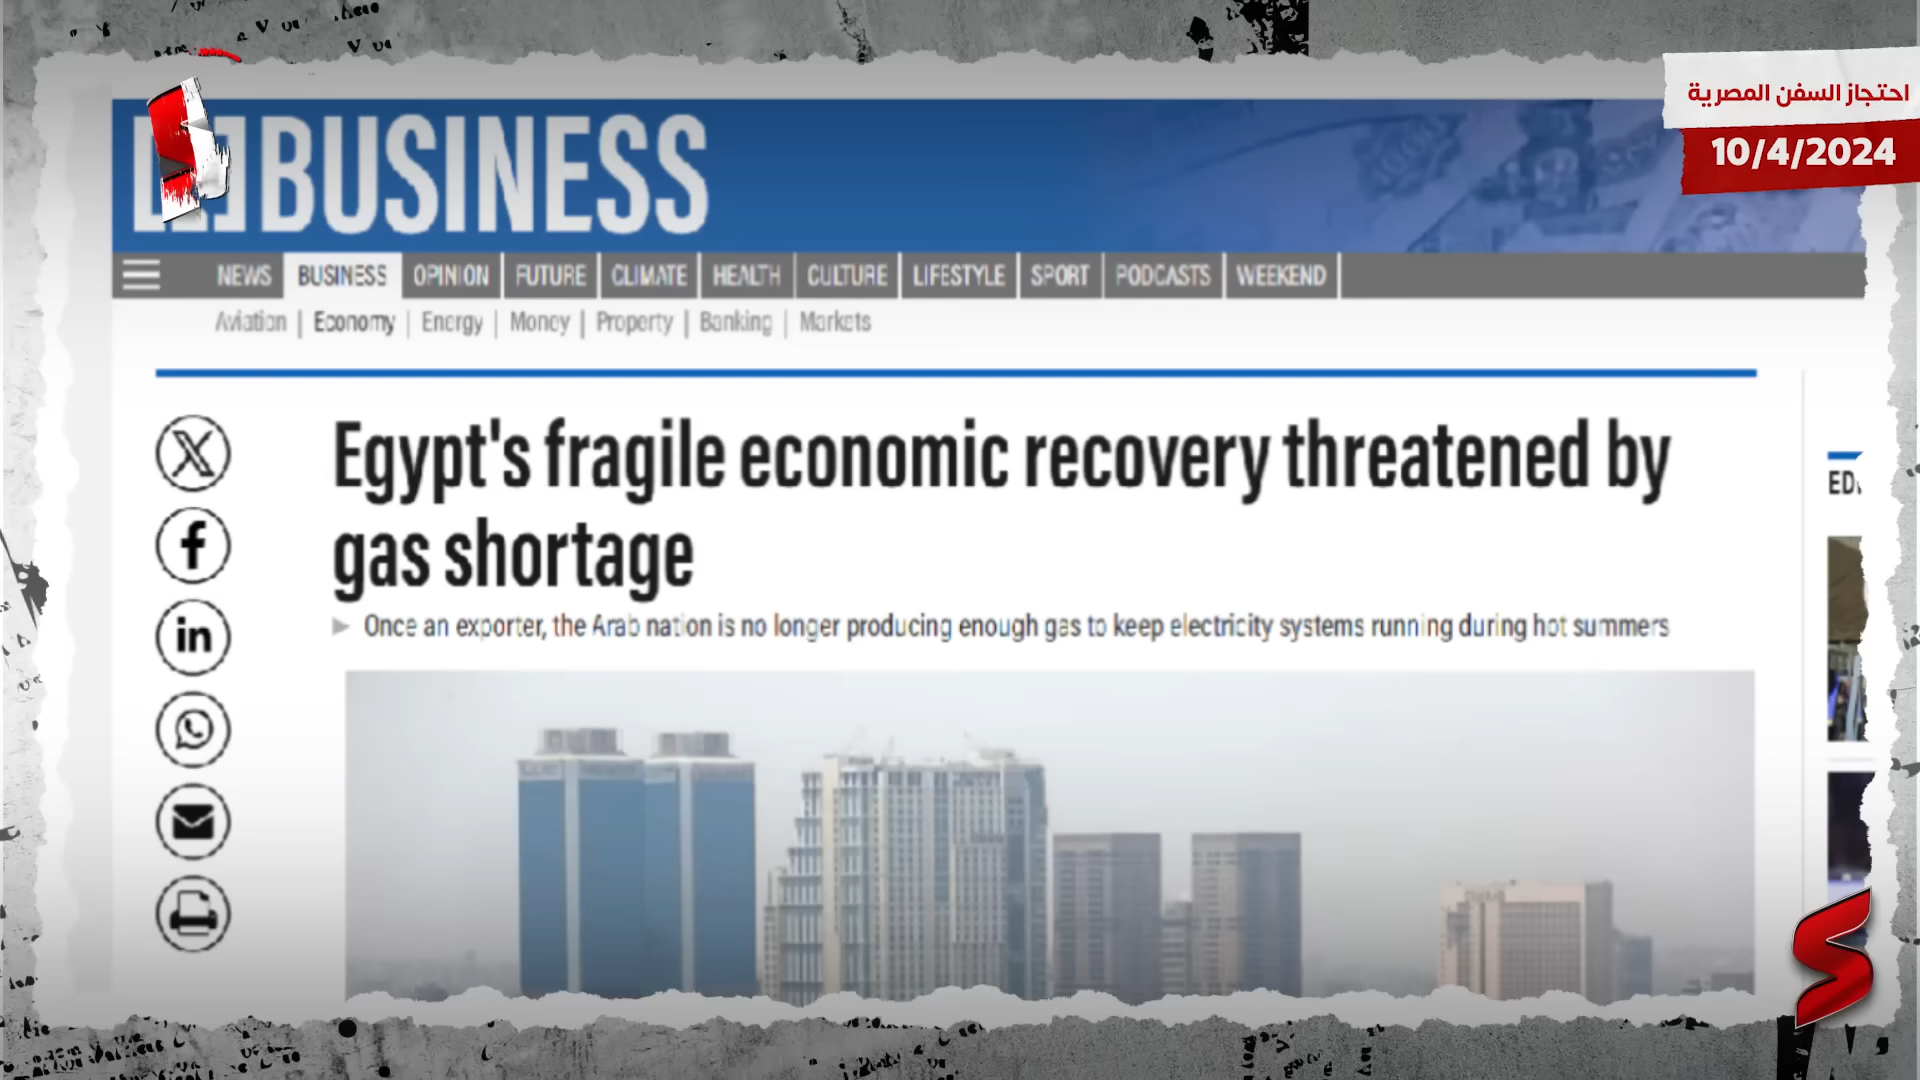 احتجاز السفن المصرية
10/4/2024
BUSINESS
NEWS BUSINESS OPINION FUTURE CLIMATE HEALTH CULTURE LIFESTYLE SPORT PODCASTS WEEKEND
Aviation | Economy | Energy | Money | Property | Banking | Markets
Egypt's fragile economic recovery threatened by
gas shortage
Once an exporter, the Arab nation is no longer producing enough gas to keep electricity systems running during hot summers